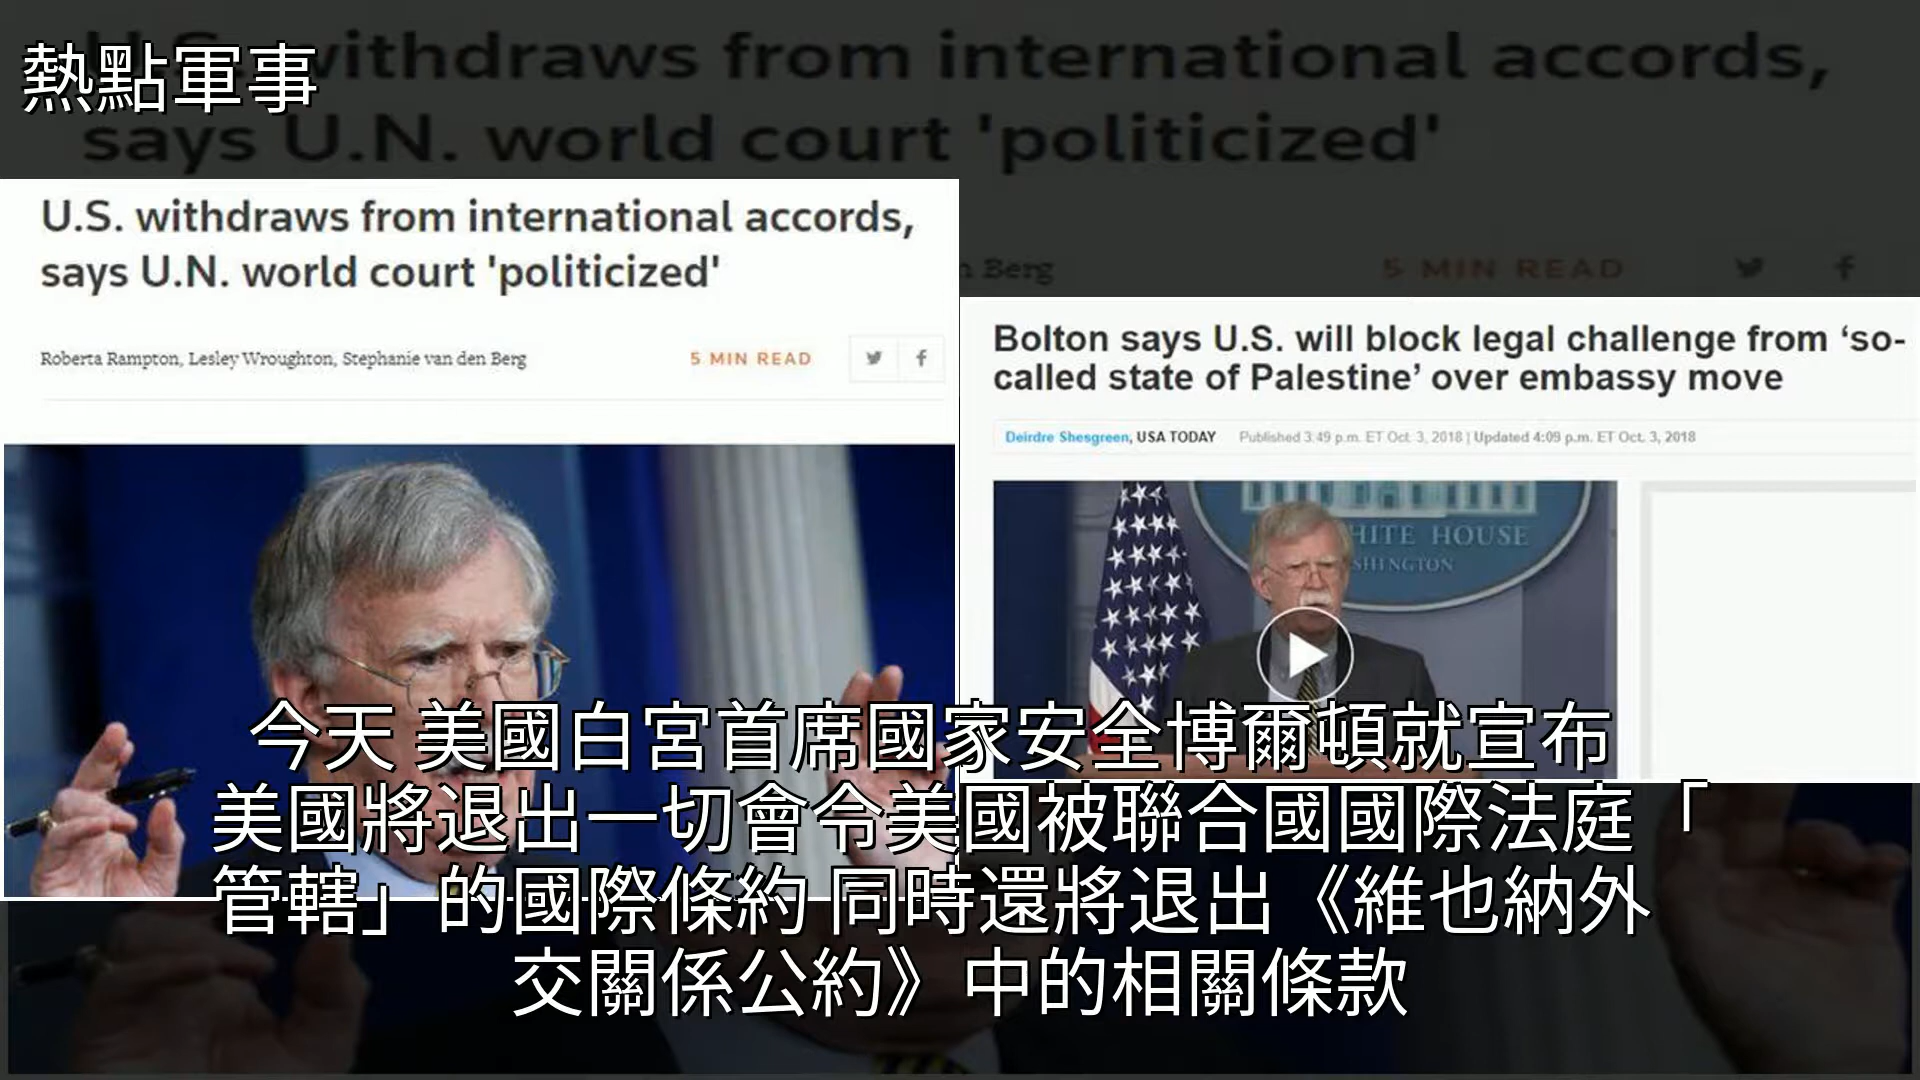 熱點軍事
U.S. withdraws from international accords,
says U.N. world court 'politicized'
n Berg
5 MIN READ
U.S. withdraws from international accords,
says U.N. world court 'politicized'
Roberta Rampton, Lesley Wroughton, Stephanie van den Berg
5 MIN READ
Bolton says U.S. will block legal challenge from ‘so-
called state of Palestine’ over embassy move
Deirdre Shesgreen, USA TODAY Published 3:49 p.m. ET Oct. 3, 2018 | Updated 4:09 p.m. ET Oct. 3, 2018
HITE HOUSE
SHINGTON
今天 美國白宮首席國家安全博爾頓就宣布
美國將退出一切會令美國被聯合國國際法庭「
管轄」的國際條約 同時還將退出《維也納外
交關係公約》中的相關條款